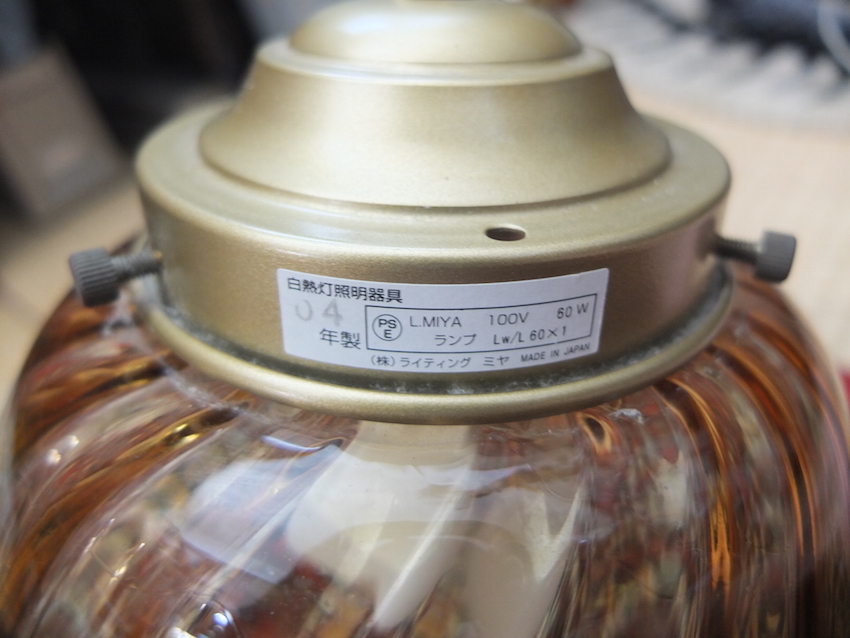 白熱灯照明器具
04
年製
PS
E
L.MIYA 100V 60W
ランプ Lw/L 60×1
(株)ライティング ミヤ MADE IN JAPAN